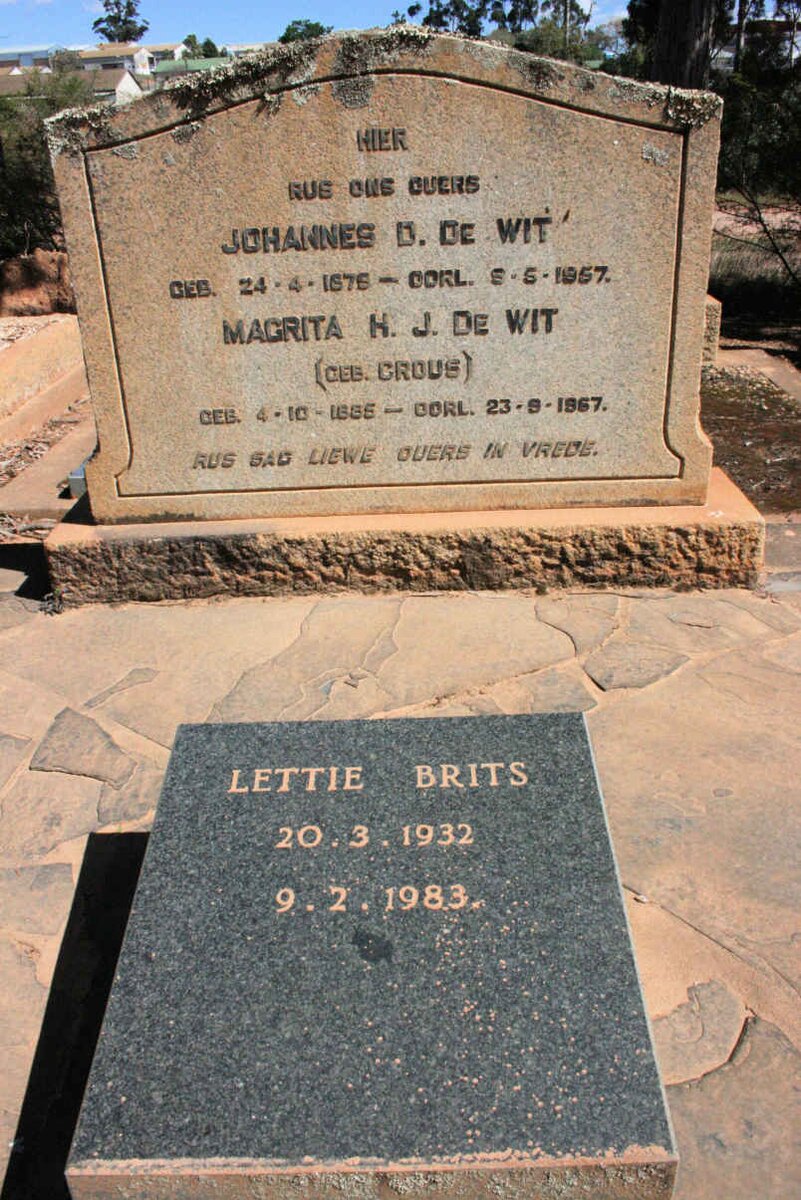 HIER
RUS ONS OUERS
JOHANNES D. DE WIT
GEB. 24-4-1875 — OORL. 9-5-1957.
MAGRITA H. J. DE WIT
(GEB. CROUS)
GEB. 4-10-1885 — OORL. 23-9-1967.
RUS SAG LIEWE OUERS IN VREDE.
LETTIE BRITS
20.3.1932
9.2.1983.